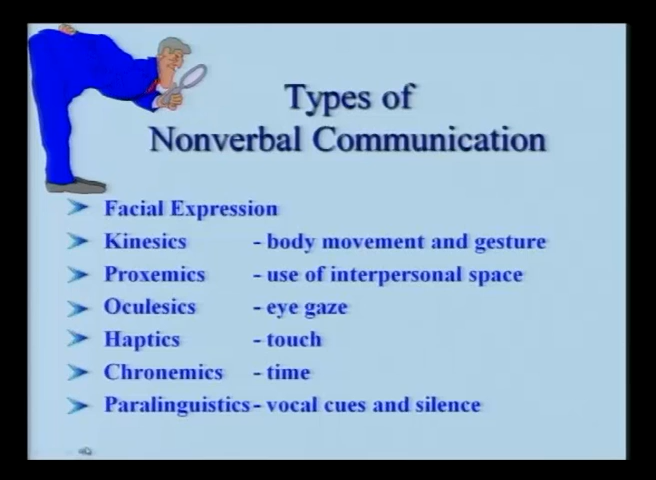 Types of
Nonverbal Communication
Facial Expression
Kinesics - body movement and gesture
Proxemics - use of interpersonal space
Oculesics - eye gaze
Haptics - touch
Chronemics - time
Paralinguistics - vocal cues and silence